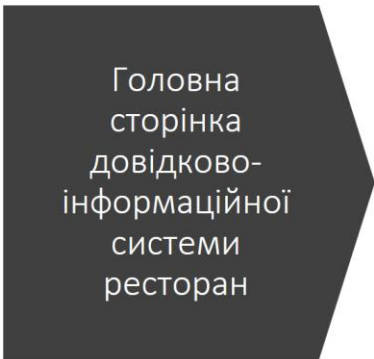 Головна
сторінка
довідково-
інформаційної
системи
ресторан